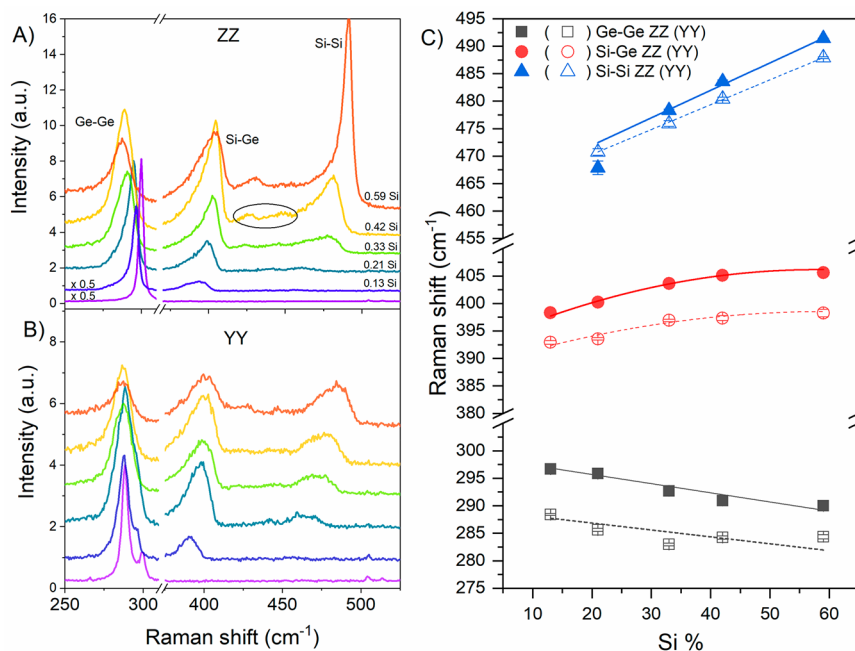 A)
ZZ
Si-Si
Ge-Ge
Si-Ge
0.59 Si
0.42 Si
0.33 Si
0.21 Si
0.13 Si
x 0.5
x 0.5
16
14
12
10
8
6
4
2
0
Intensity (a.u.)
B)
YY
8
6
4
2
0
Intensity (a.u.)
250
300
400
450
500
Raman shift (cm-1)
C)
( ) Ge-Ge ZZ (YY)
( ) Si-Ge ZZ (YY)
( ) Si-Si ZZ (YY)
495
490
485
480
475
470
465
460
455
405
400
395
390
385
380
300
295
290
285
280
275
Raman shift (cm-1)
10
20
30
40
50
60
Si %